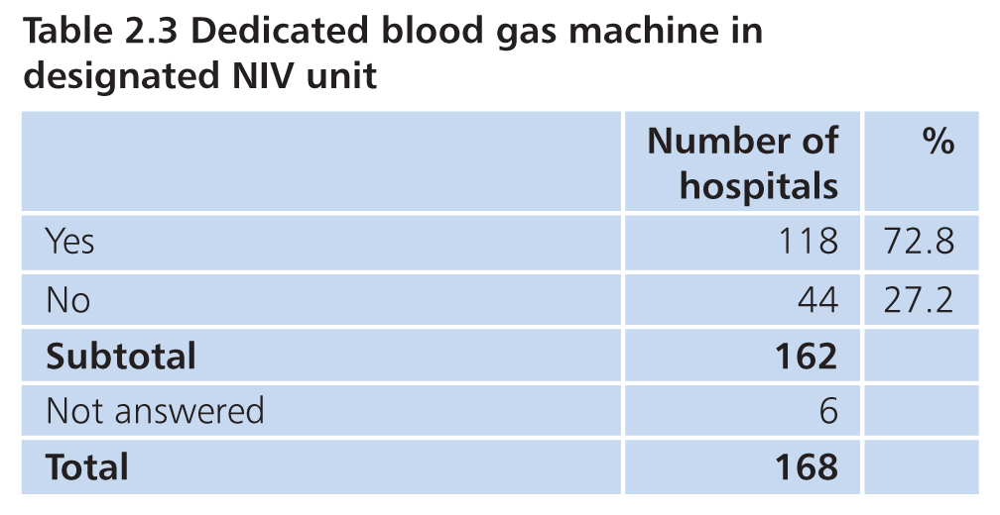 Table 2.3 Dedicated blood gas machine in
designated NIV unit
Number of
hospitals
%
Yes 118 72.8
No 44 27.2
Subtotal 162
Not answered 6
Total 168